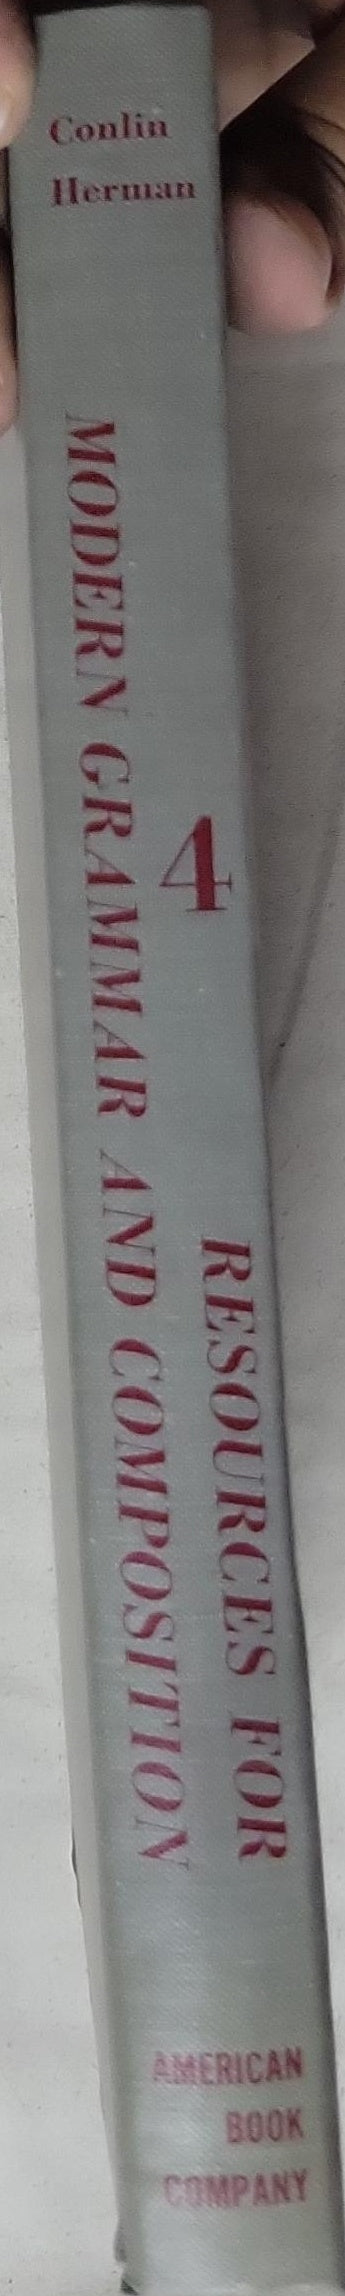 Conlin
Herman
RESOURCES FOR
MODERN GRAMMAR AND COMPOSITION
4
AMERICAN
BOOK
COMPANY